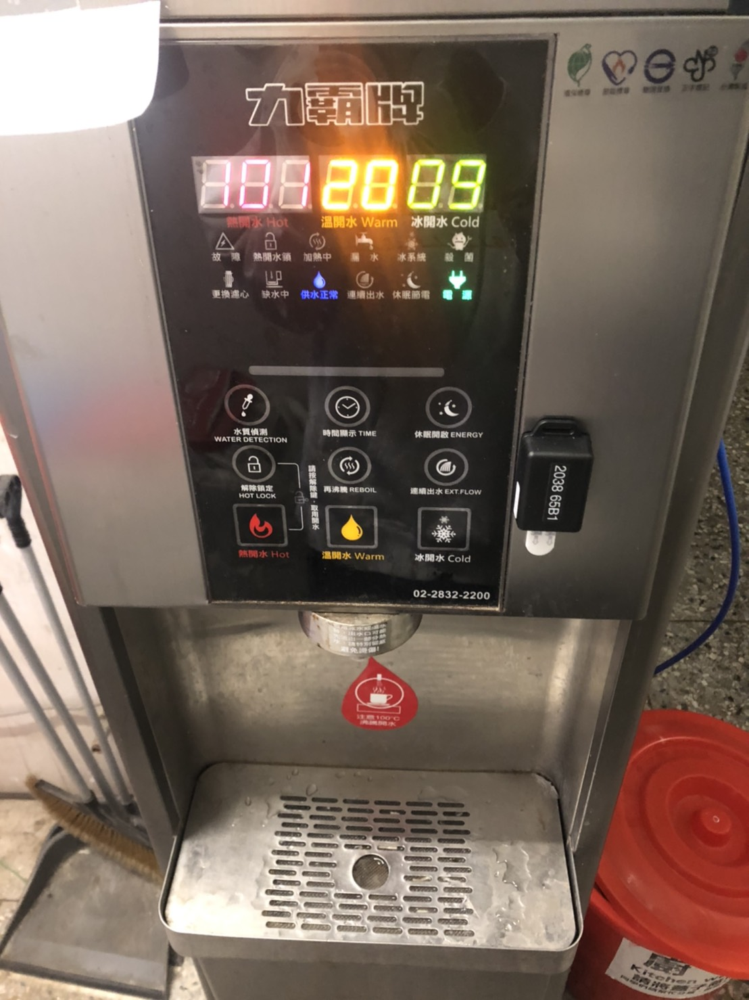 力霸牌
101 20 09
熱開水 Hot 溫開水 Warm 冰開水 Cold
故障 熱開水鎖 加熱中 漏水 冰系統 殺菌
更換濾心 缺水中 供水正常 連續出水 休眠節電 電源
水質偵測 時間顯示 TIME 休眠開啟 ENERGY
WATER DETECTION
解除鎖定 再沸騰 REBOIL 連續出水 EXT.FLOW
HOT LOCK
請按解除鍵，取用開水
熱開水 Hot 溫開水 Warm 冰開水 Cold
02-2832-2200
2038 65B1
避免燙傷!
注意100°C
沸騰開水
Kitchen